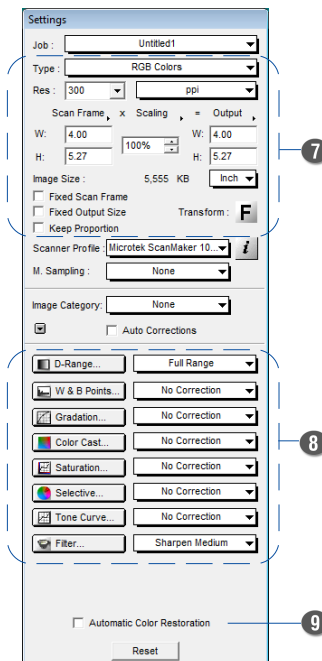 Settings
Job : Untitled1
Type : RGB Colors
Res : 300 ppi
Scan Frame x Scaling = Output
W: 4.00 100% W: 4.00
H: 5.27 H: 5.27
Image Size : 5,555 KB Inch
Fixed Scan Frame
Fixed Output Size Transform : F
Keep Proportion
Scanner Profile : Microtek ScanMaker 10... i
M. Sampling : None
Image Category: None
Auto Corrections
D-Range... Full Range
W & B Points... No Correction
Gradation... No Correction
Color Cast... No Correction
Saturation... No Correction
Selective... No Correction
Tone Curve... No Correction
Filter... Sharpen Medium
Automatic Color Restoration
Reset
7
8
9